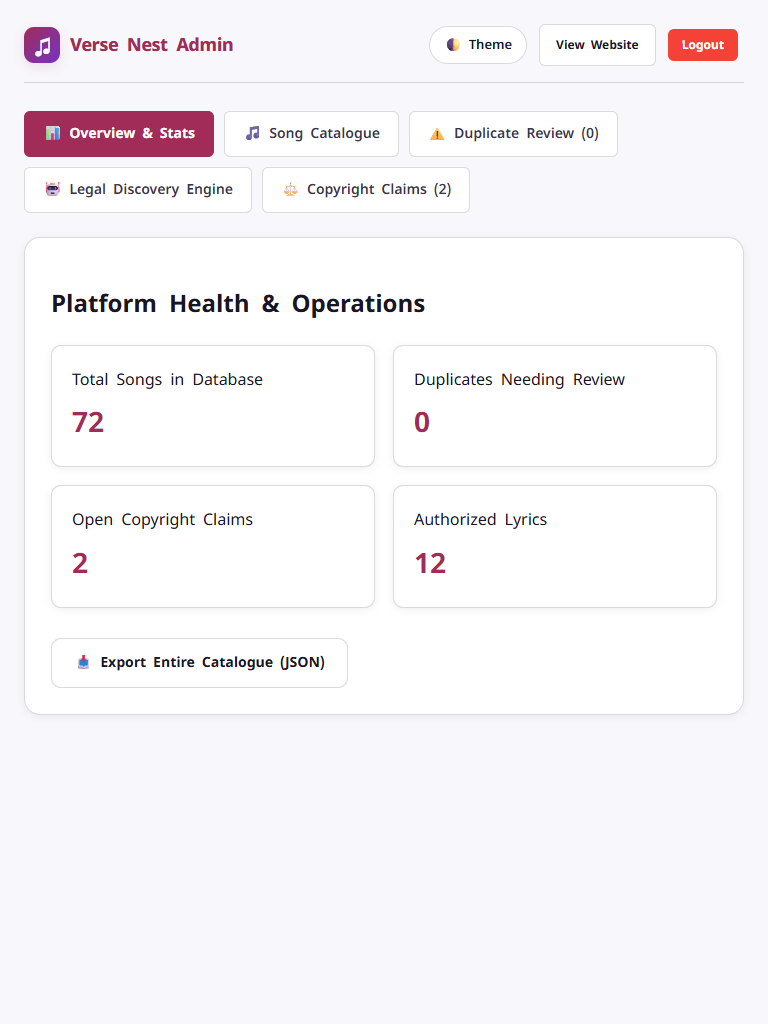 Verse Nest Admin
Theme
View Website
Logout
Overview & Stats
Song Catalogue
Duplicate Review (0)
Legal Discovery Engine
Copyright Claims (2)
Platform Health & Operations
Total Songs in Database
72
Duplicates Needing Review
0
Open Copyright Claims
2
Authorized Lyrics
12
Export Entire Catalogue (JSON)